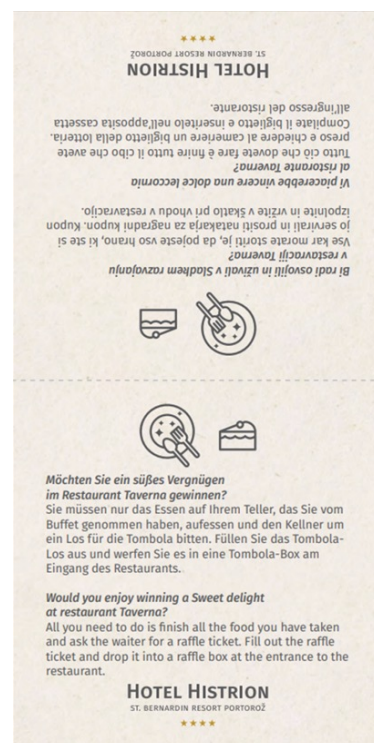 Bi radi osvojili in uživali v Sladkem razvajanju
v restavraciji Taverna?
Vse kar morate storiti je, da pojeste vso hrano, ki ste si
jo servirali in prositi natakarja za nagradni kupon. Kupon
izpolnite in vrzite v škatlo pri vhodu v restavracijo.
Vi piacerebbe vincere una dolce leccornia
al ristorante Taverna?
Tutto ciò che dovete fare è finire tutto il cibo che avete
preso e chiedere al cameriere un biglietto della lotteria.
Compilate il biglietto e inseritelo nell'apposita cassetta
all'ingresso del ristorante.
HOTEL HISTRION
ST. BERNARDIN RESORT PORTOROŽ
Möchten Sie ein süßes Vergnügen
im Restaurant Taverna gewinnen?
Sie müssen nur das Essen auf Ihrem Teller, das Sie vom
Buffet genommen haben, aufessen und den Kellner um
ein Los für die Tombola bitten. Füllen Sie das Tombola-
Los aus und werfen Sie es in eine Tombola-Box am
Eingang des Restaurants.
Would you enjoy winning a Sweet delight
at restaurant Taverna?
All you need to do is finish all the food you have taken
and ask the waiter for a raffle ticket. Fill out the raffle
ticket and drop it into a raffle box at the entrance to the
restaurant.
HOTEL HISTRION
ST. BERNARDIN RESORT PORTOROŽ